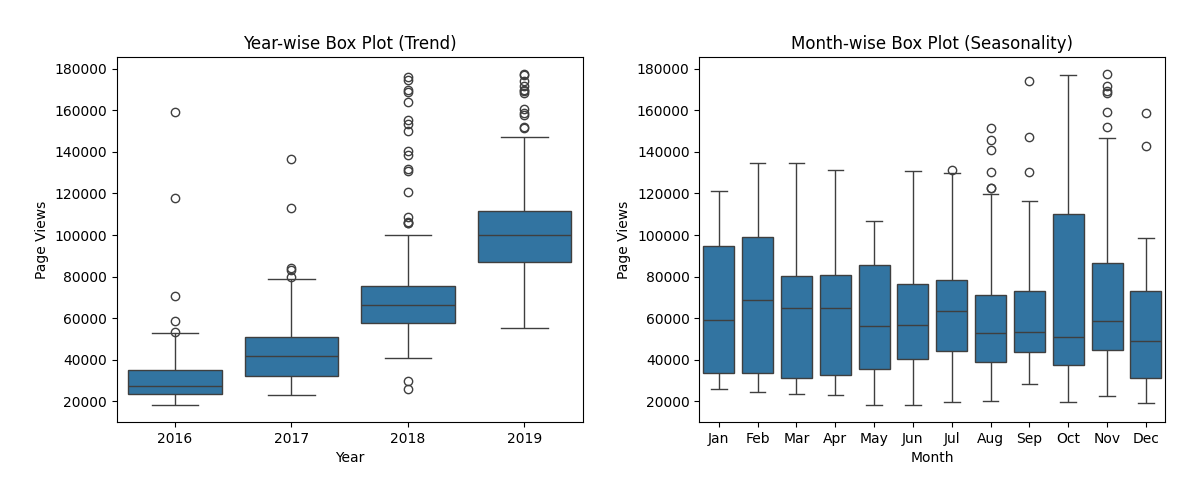 Year-wise Box Plot (Trend)
Page Views
180000
160000
140000
120000
100000
80000
60000
40000
20000
2016 2017 2018 2019
Year
Month-wise Box Plot (Seasonality)
Page Views
180000
160000
140000
120000
100000
80000
60000
40000
20000
Jan Feb Mar Apr May Jun Jul Aug Sep Oct Nov Dec
Month